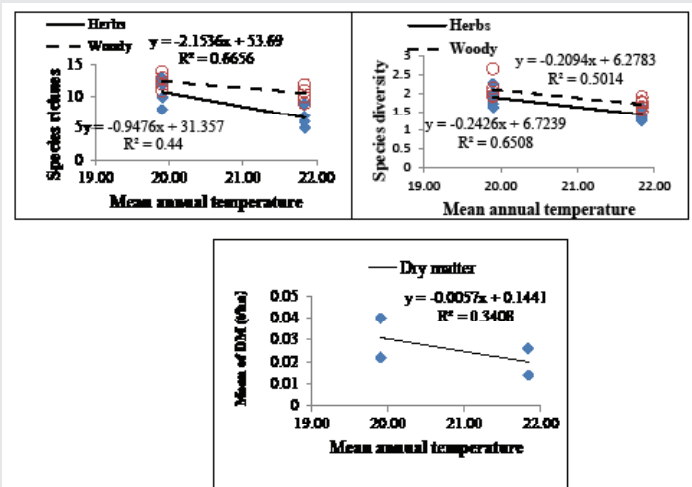 Herbs
Woody
y = -2.1536x + 53.69
R² = 0.6656
Species richnes
15
10
5
0
y = -0.9476x + 31.357
R² = 0.44
19.00 20.00 21.00 22.00
Mean annual temperature
Herbs
Woody
y = -0.2094x + 6.2783
R² = 0.5014
Species diversity
3
2.5
2
1.5
1
0.5
0
y = -0.2426x + 6.7239
R² = 0.6508
19.00 20.00 21.00 22.00
Mean annual temperature
Dry matter
y = -0.0057x + 0.1441
R² = 0.3408
Mean of DM (t/ha)
0.05
0.04
0.03
0.02
0.01
0
19.00 20.00 21.00 22.00
Mean annual temperature